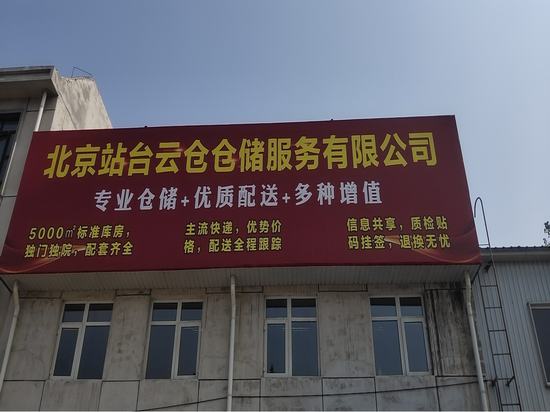 北京站台云仓仓储服务有限公司
专业仓储+优质配送+多种增值
5000㎡标准库房，
独门独院，配套齐全
主流快递，优势价
格，配送全程跟踪
信息共享，质检贴
码挂签，退换无忧